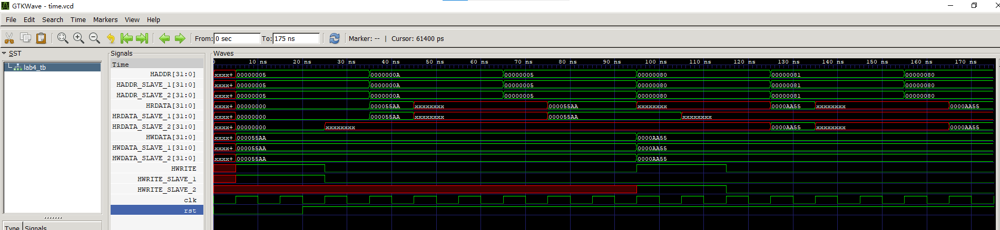 GTKWave - time.vcd
File Edit Search Time Markers View Help
From: 0 sec To: 175 ns Marker: -- | Cursor: 61400 ps
SST
lab4_tb
Type Signals
Signals
Time
HADDR[31:0]
HADDR_SLAVE_1[31:0]
HADDR_SLAVE_2[31:0]
HRDATA[31:0]
HRDATA_SLAVE_1[31:0]
HRDATA_SLAVE_2[31:0]
HWDATA[31:0]
HWDATA_SLAVE_1[31:0]
HWDATA_SLAVE_2[31:0]
HWRITE
HWRITE_SLAVE_1
HWRITE_SLAVE_2
clk
rst
Waves
0 10 ns 20 ns 30 ns 40 ns 50 ns 60 ns 70 ns 80 ns 90 ns 100 ns 110 ns 120 ns 130 ns 140 ns 150 ns 160 ns 170 ns
xxxx+ 00000005 0000000A 00000005 00000080 00000081 00000080
xxxx+ 00000005 0000000A 00000005 00000080 00000081 00000080
xxxx+ 00000005 0000000A 00000005 00000080 00000081 00000080
xxxx+ 00000000 000055AA xxxxxxxx 000055AA xxxxxxxx 0000AA55 xxxxxxxx 0000AA55
xxxx+ 00000000 000055AA xxxxxxxx 000055AA xxxxxxxx
xxxx+ 00000000 xxxxxxxx 0000AA55 xxxxxxxx 0000AA55
xxxx+ 000055AA 0000AA55
xxxx+ 000055AA 0000AA55
xxxx+ 000055AA 0000AA55